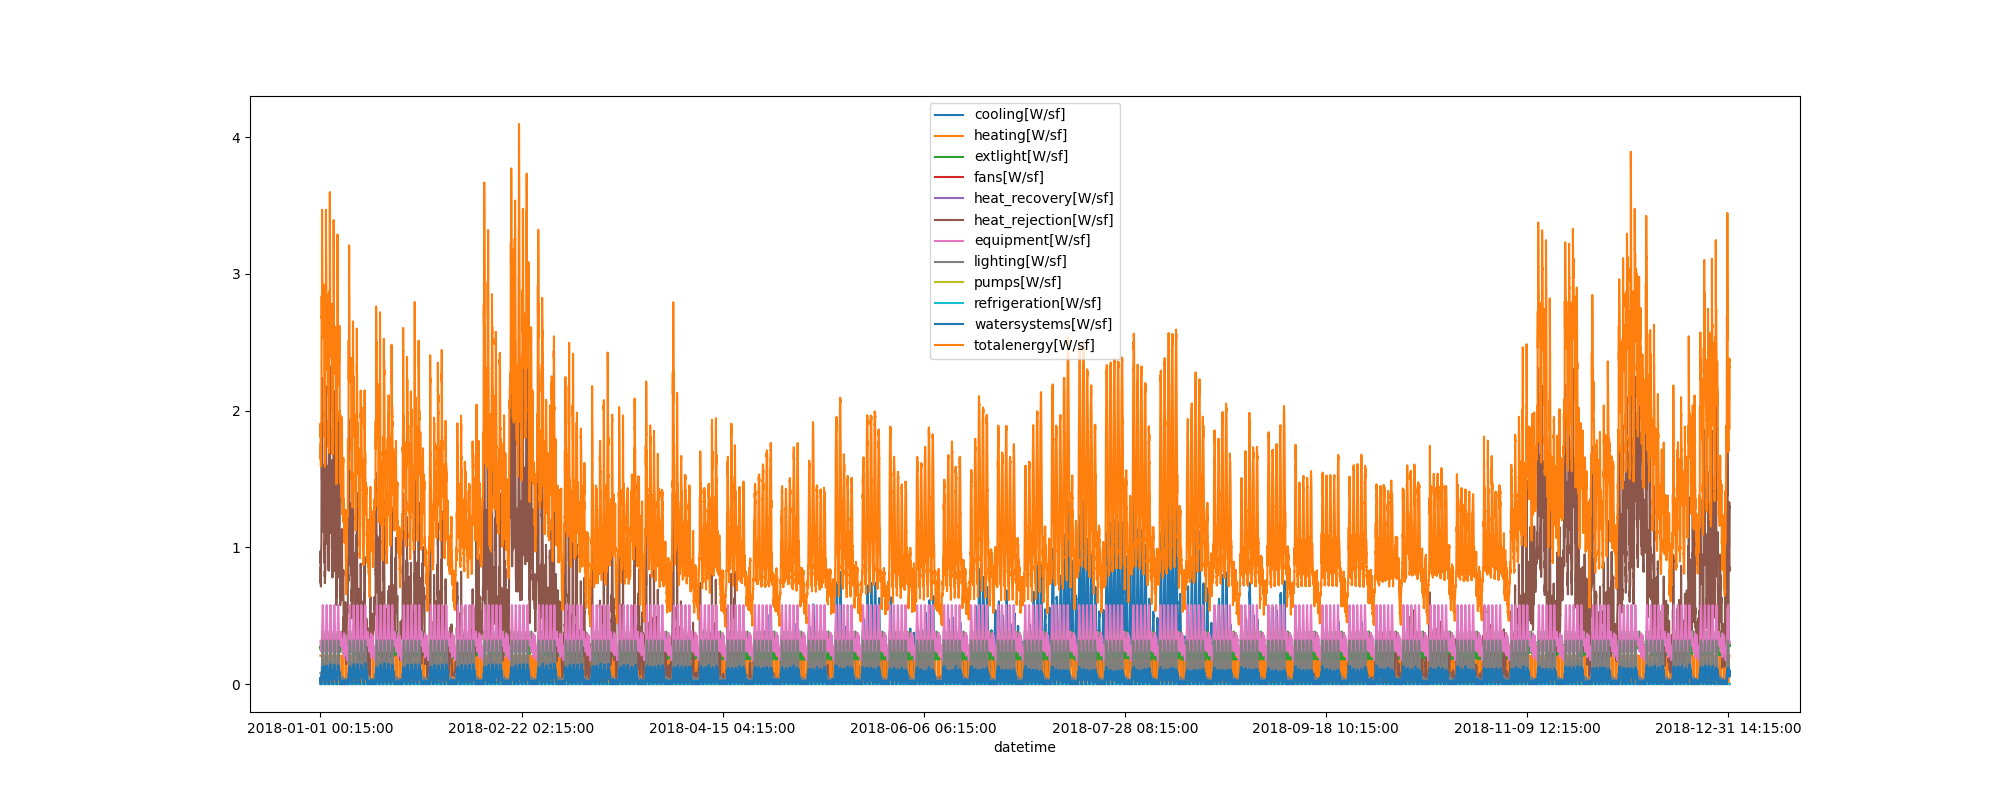 cooling[W/sf]
heating[W/sf]
extlight[W/sf]
fans[W/sf]
heat_recovery[W/sf]
heat_rejection[W/sf]
equipment[W/sf]
lighting[W/sf]
pumps[W/sf]
refrigeration[W/sf]
watersystems[W/sf]
totalenergy[W/sf]
4
3
2
1
0
2018-01-01 00:15:00 2018-02-22 02:15:00 2018-04-15 04:15:00 2018-06-06 06:15:00 2018-07-28 08:15:00 2018-09-18 10:15:00 2018-11-09 12:15:00 2018-12-31 14:15:00
datetime